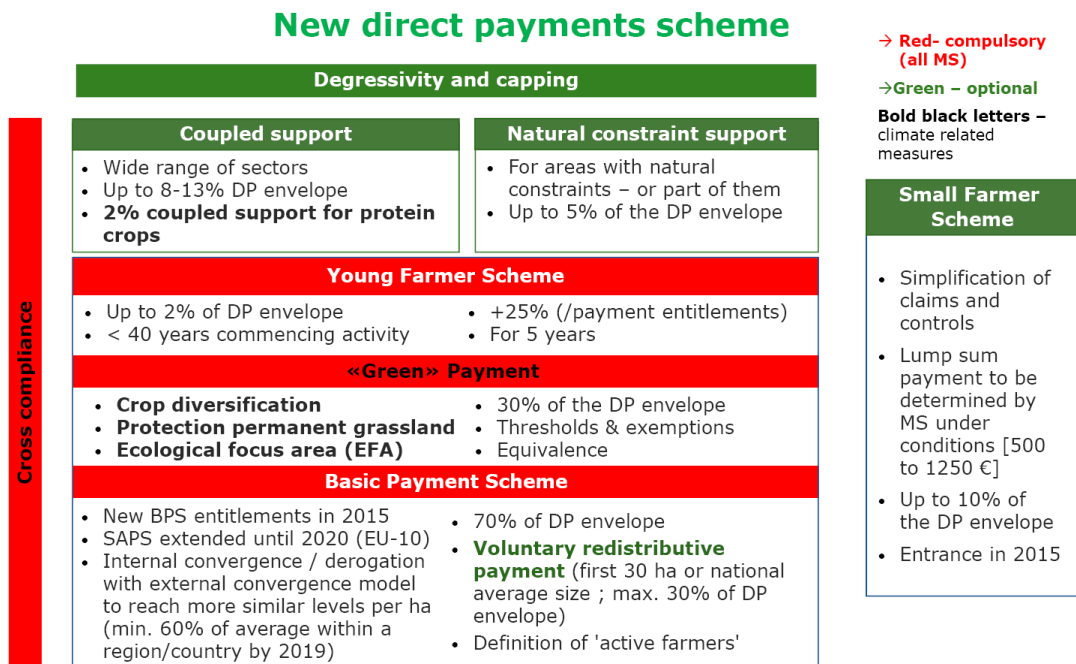 New direct payments scheme
→ Red- compulsory
(all MS)
→Green – optional
Bold black letters –
climate related
measures
Degressivity and capping
Cross compliance
Coupled support
• Wide range of sectors
• Up to 8-13% DP envelope
• 2% coupled support for protein
crops
Natural constraint support
• For areas with natural
constraints – or part of them
• Up to 5% of the DP envelope
Young Farmer Scheme
• Up to 2% of DP envelope
• < 40 years commencing activity
• +25% (/payment entitlements)
• For 5 years
«Green» Payment
• Crop diversification
• Protection permanent grassland
• Ecological focus area (EFA)
• 30% of the DP envelope
• Thresholds & exemptions
• Equivalence
Basic Payment Scheme
• New BPS entitlements in 2015
• SAPS extended until 2020 (EU-10)
• Internal convergence / derogation
with external convergence model
to reach more similar levels per ha
(min. 60% of average within a
region/country by 2019)
• 70% of DP envelope
• Voluntary redistributive
payment (first 30 ha or national
average size ; max. 30% of DP
envelope)
• Definition of 'active farmers'
Small Farmer
Scheme
• Simplification of
claims and
controls
• Lump sum
payment to be
determined by
MS under
conditions [500
to 1250 €]
• Up to 10% of
the DP envelope
• Entrance in 2015